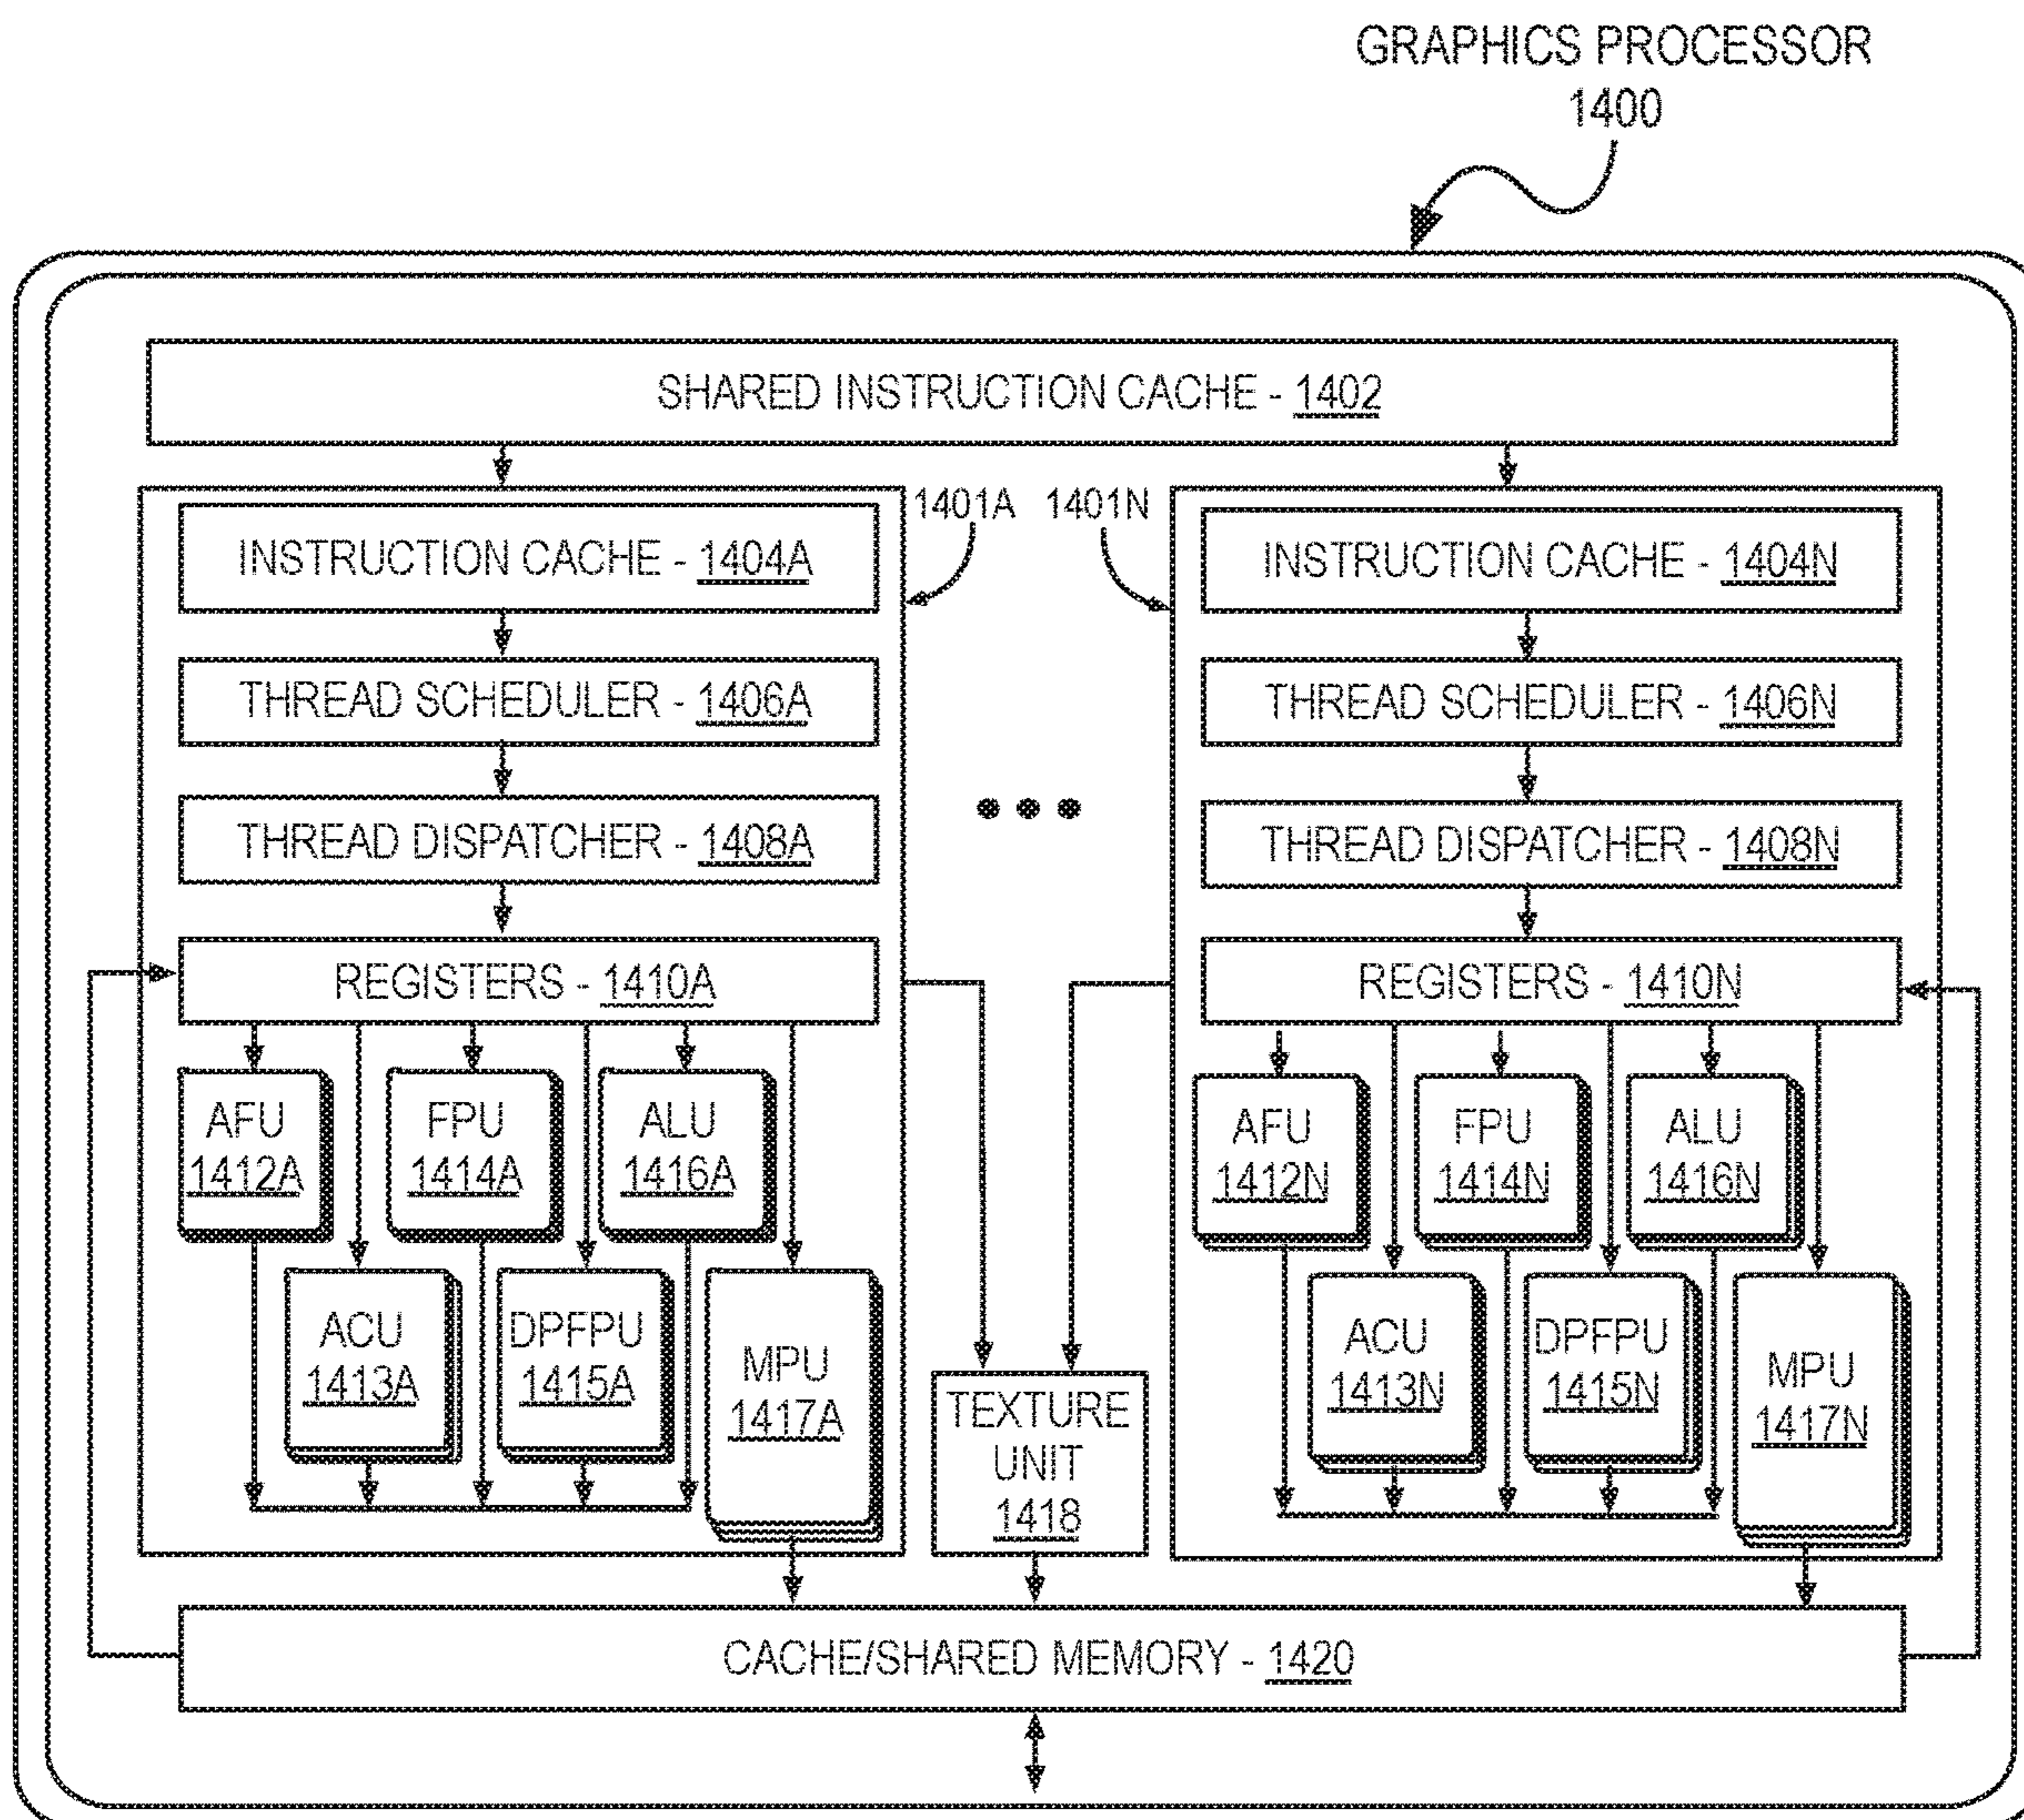 GRAPHICS PROCESSOR
1400
SHARED INSTRUCTION CACHE - 1402
1401A
1401N
INSTRUCTION CACHE - 1404A
THREAD SCHEDULER - 1406A
THREAD DISPATCHER - 1408A
REGISTERS - 1410A
AFU
1412A
FPU
1414A
ALU
1416A
ACU
1413A
DPFPU
1415A
MPU
1417A
TEXTURE
UNIT
1418
INSTRUCTION CACHE - 1404N
THREAD SCHEDULER - 1406N
THREAD DISPATCHER - 1408N
REGISTERS - 1410N
AFU
1412N
FPU
1414N
ALU
1416N
ACU
1413N
DPFPU
1415N
MPU
1417N
CACHE/SHARED MEMORY - 1420